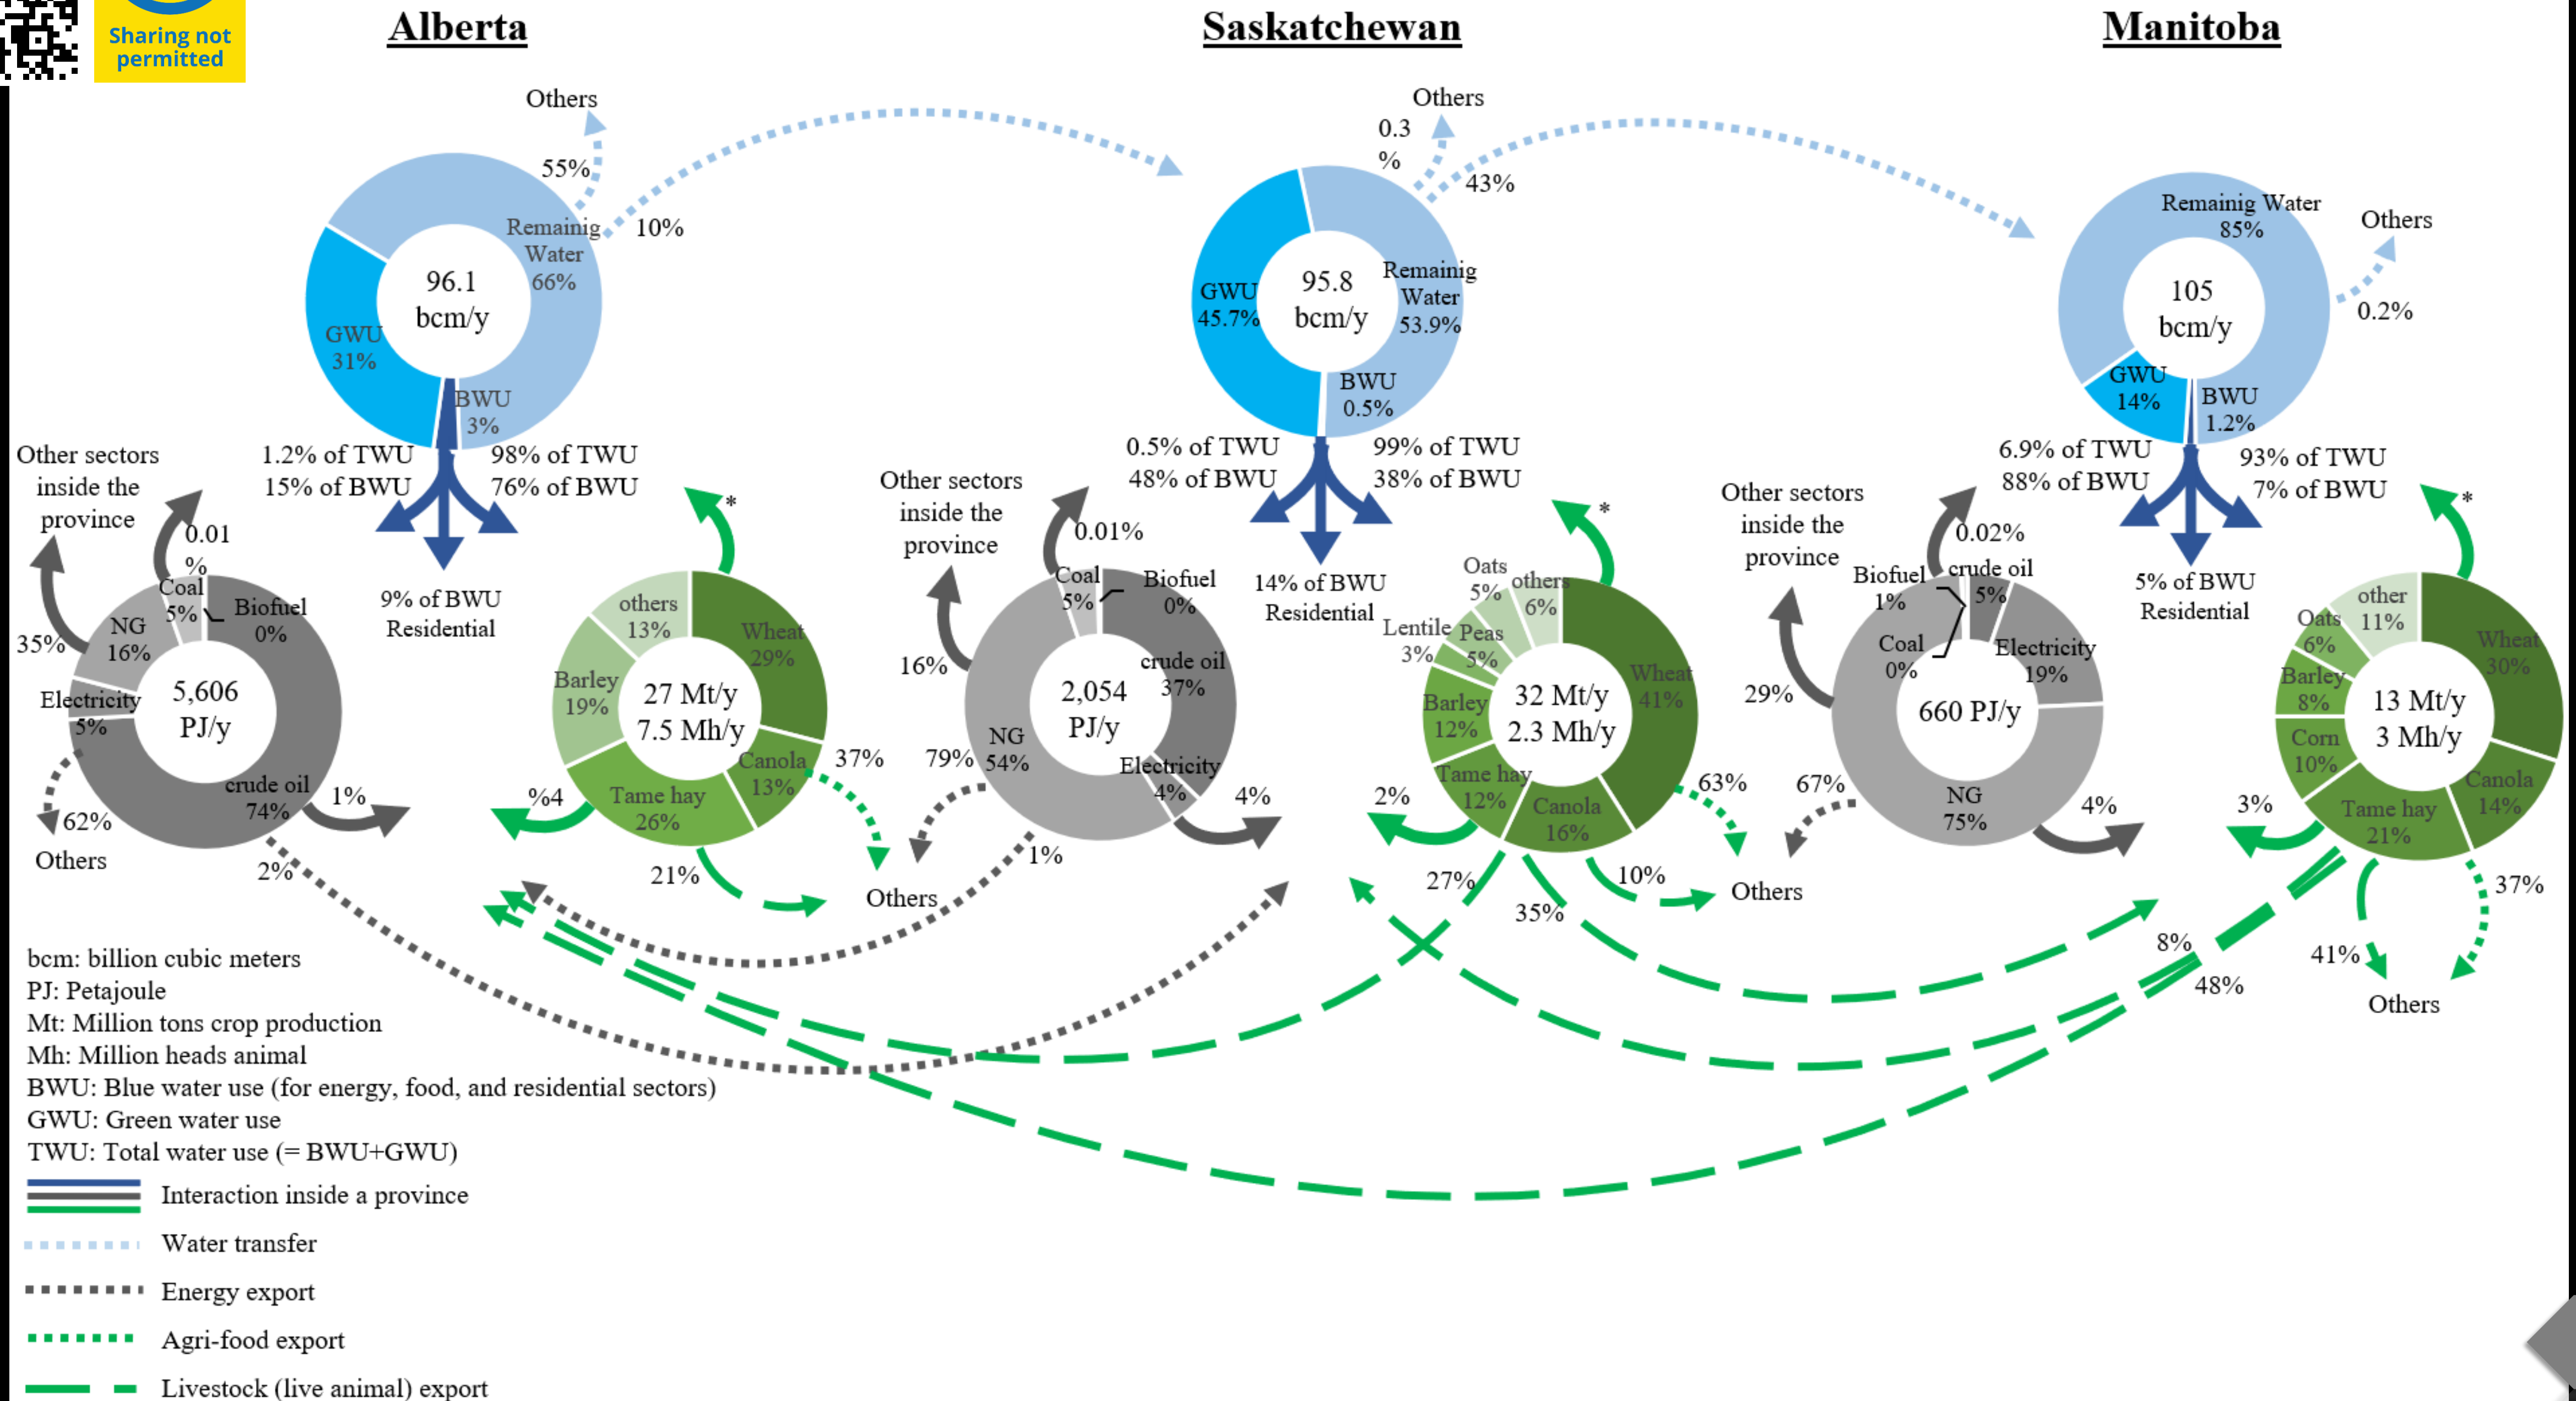 Sharing not
permitted
Alberta
Saskatchewan
Manitoba
Others
55%
10%
Remainig
Water
66%
96.1
bcm/y
GWU
31%
BWU
3%
1.2% of TWU
15% of BWU
98% of TWU
76% of BWU
9% of BWU
Residential
Other sectors
inside the
province
0.01
%
35%
Coal
5%
Biofuel
0%
NG
16%
Electricity
5%
5,606
PJ/y
crude oil
74%
1%
62%
Others
2%
*
others
13%
Wheat
29%
Barley
19%
27 Mt/y
7.5 Mh/y
Canola
13%
Tame hay
26%
37%
%4
21%
Others
Others
0.3
%
43%
GWU
45.7%
95.8
bcm/y
Remainig
Water
53.9%
BWU
0.5%
0.5% of TWU
48% of BWU
99% of TWU
38% of BWU
14% of BWU
Residential
Other sectors
inside the
province
0.01%
16%
Coal
5%
Biofuel
0%
crude oil
37%
2,054
PJ/y
NG
54%
Electricity
4%
79%
4%
1%
*
Oats
5%
others
6%
Lentile
3%
Peas
5%
Wheat
41%
Barley
12%
32 Mt/y
2.3 Mh/y
Tame hay
12%
Canola
16%
63%
2%
27%
35%
10%
Others
Remainig Water
85%
Others
0.2%
105
bcm/y
GWU
14%
BWU
1.2%
6.9% of TWU
88% of BWU
93% of TWU
7% of BWU
5% of BWU
Residential
Other sectors
inside the
province
0.02%
29%
Biofuel
1%
crude oil
5%
Coal
0%
Electricity
19%
660 PJ/y
NG
75%
67%
4%
*
other
11%
Oats
6%
Wheat
30%
Barley
8%
13 Mt/y
3 Mh/y
Corn
10%
Canola
14%
Tame hay
21%
3%
37%
8%
48%
41%
Others
bcm: billion cubic meters
PJ: Petajoule
Mt: Million tons crop production
Mh: Million heads animal
BWU: Blue water use (for energy, food, and residential sectors)
GWU: Green water use
TWU: Total water use (= BWU+GWU)
Interaction inside a province
Water transfer
Energy export
Agri-food export
Livestock (live animal) export